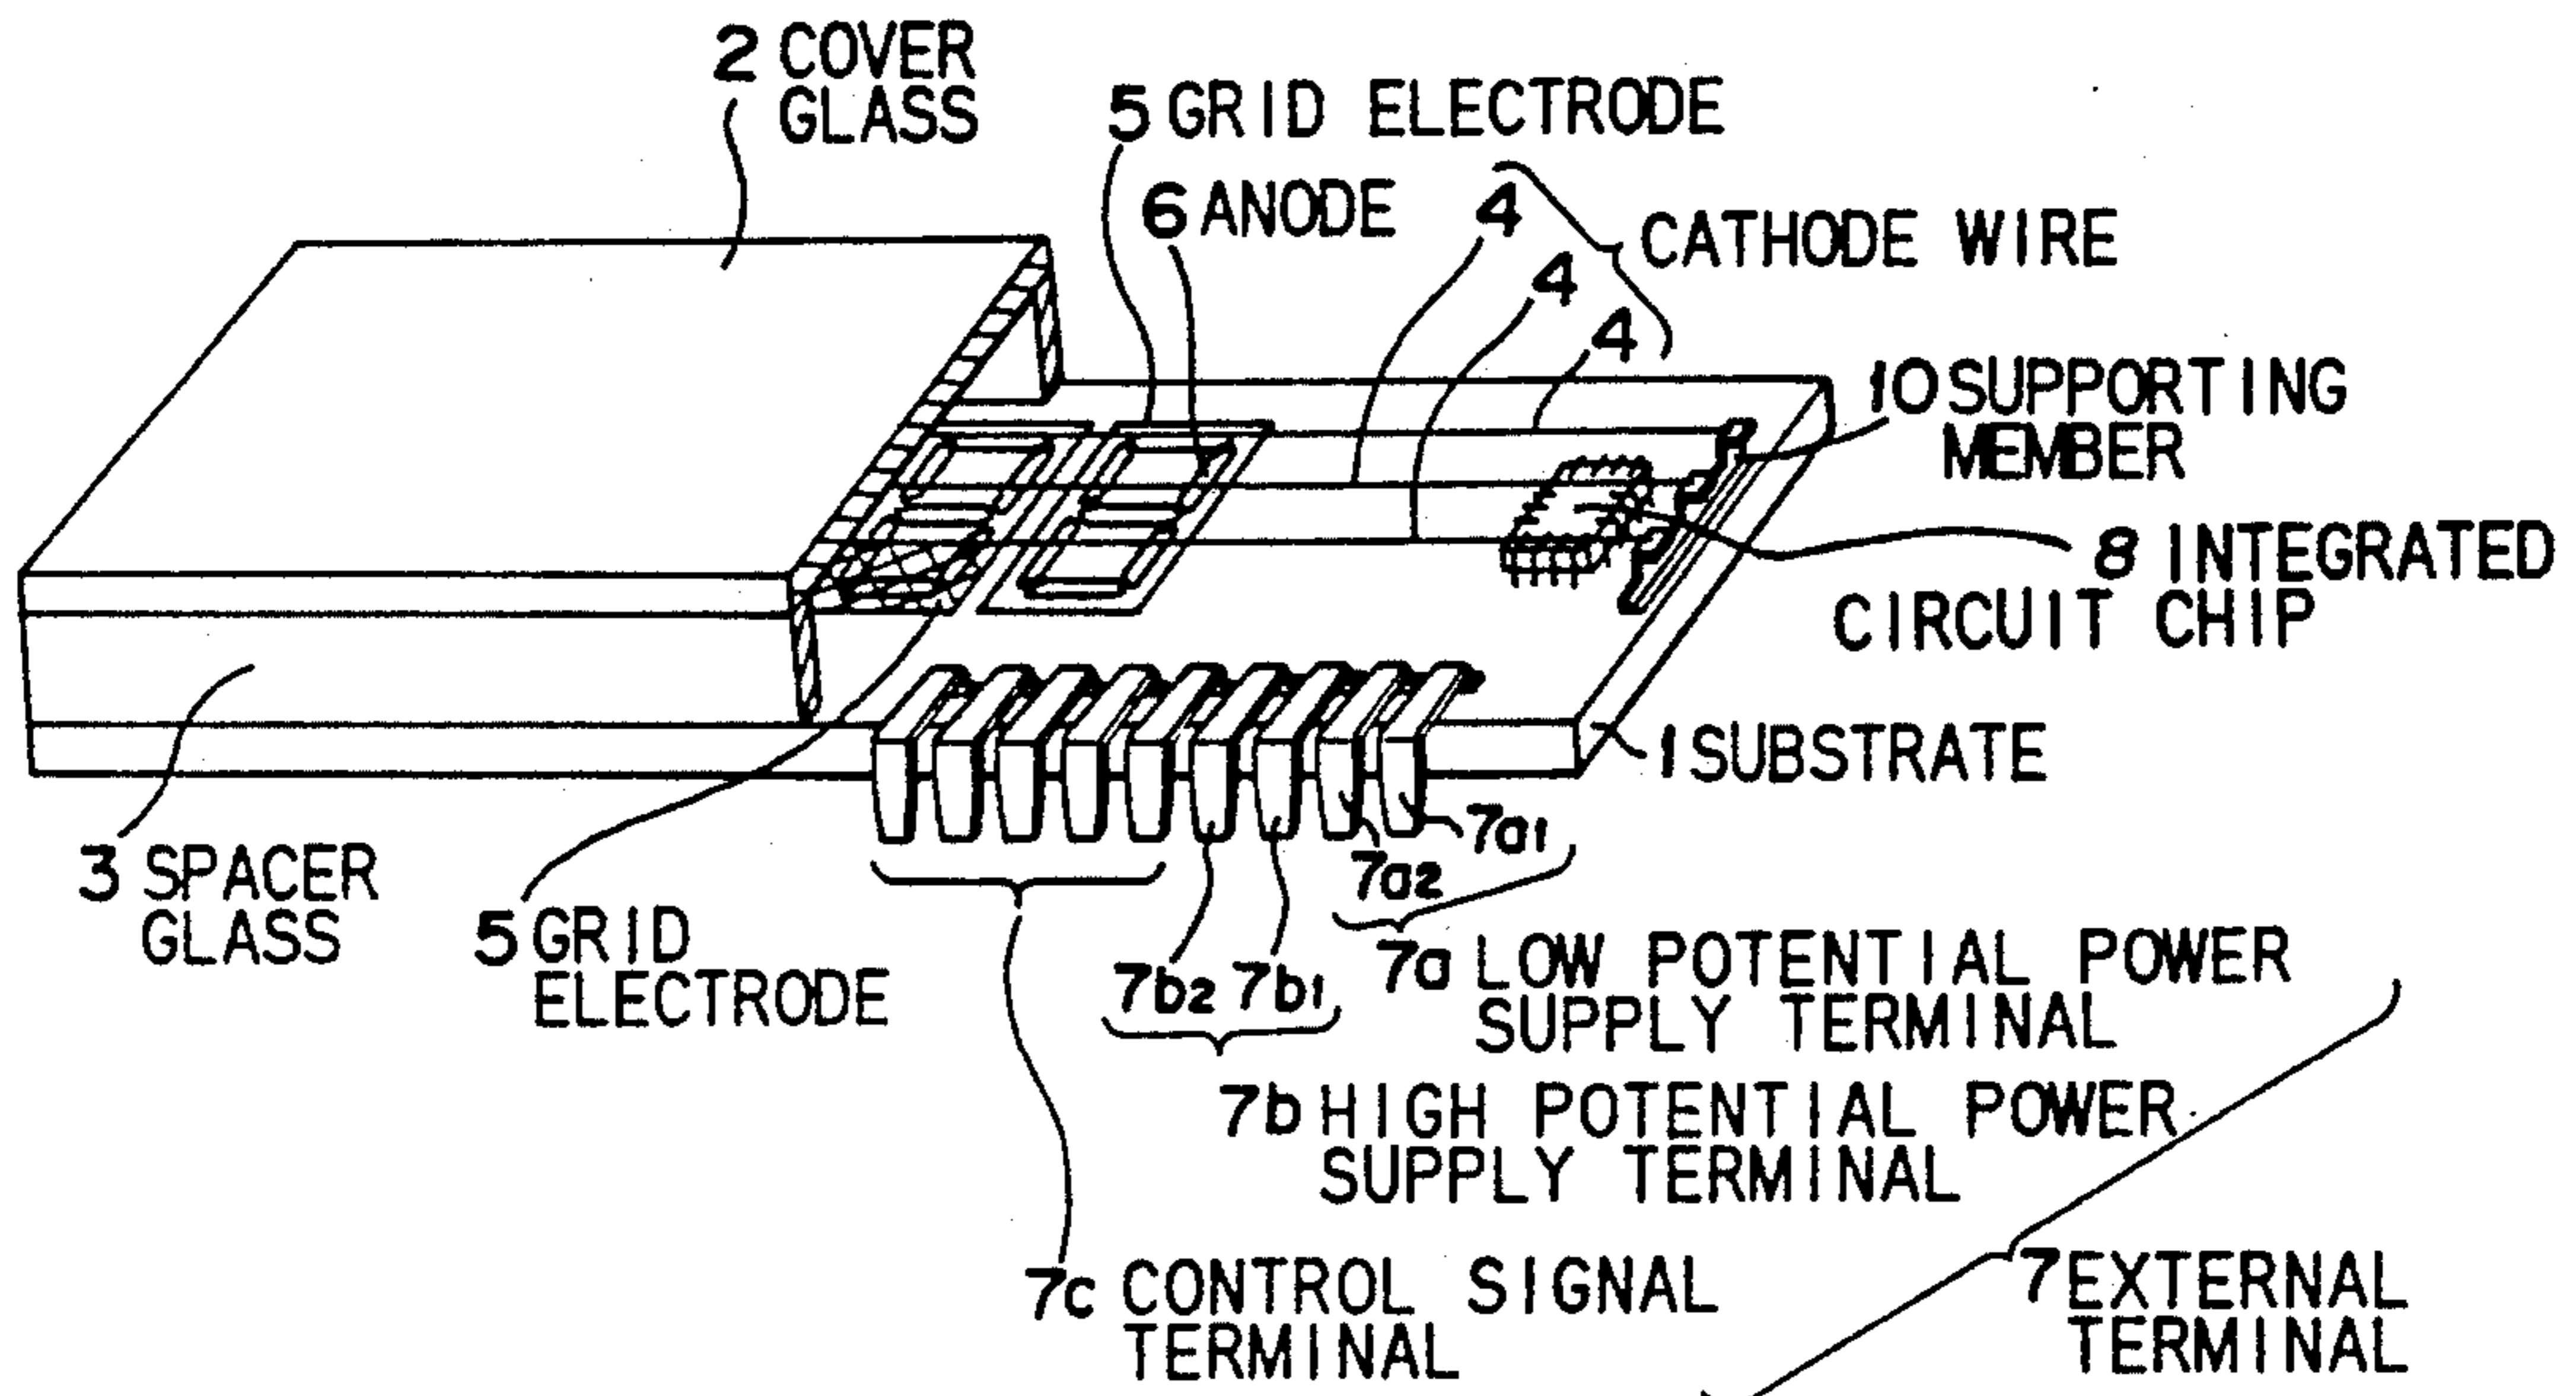 2 COVER
GLASS
5 GRID ELECTRODE
6 ANODE
4
CATHODE WIRE
4
4
10 SUPPORTING
MEMBER
8 INTEGRATED
CIRCUIT CHIP
1 SUBSTRATE
7a1
7a2
3 SPACER
GLASS
5 GRID
ELECTRODE
7b2 7b1
7a LOW POTENTIAL POWER
SUPPLY TERMINAL
7b HIGH POTENTIAL POWER
SUPPLY TERMINAL
7c CONTROL SIGNAL
TERMINAL
7 EXTERNAL
TERMINAL